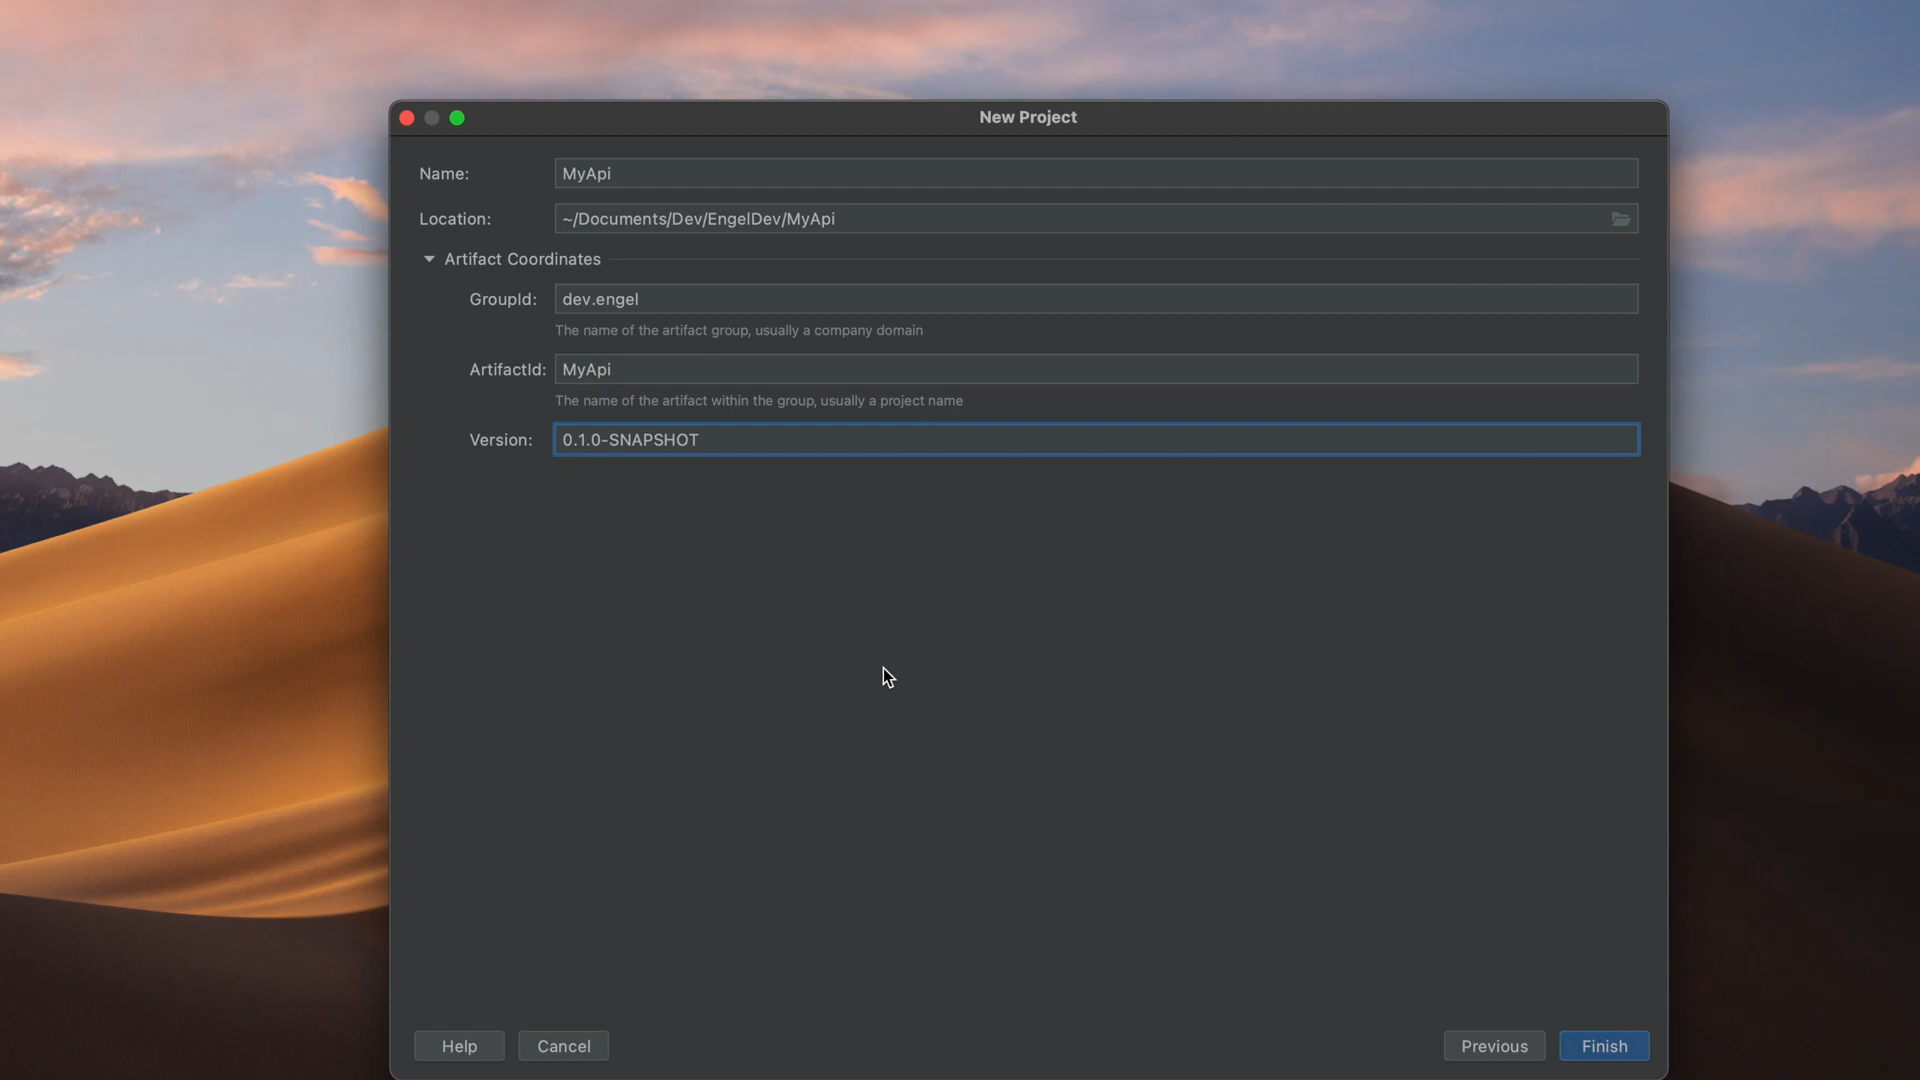 New Project
Name: MyApi
Location: ~/Documents/Dev/EngelDev/MyApi
Artifact Coordinates
GroupId: dev.engel
The name of the artifact group, usually a company domain
ArtifactId: MyApi
The name of the artifact within the group, usually a project name
Version: 0.1.0-SNAPSHOT
Help Cancel Previous Finish